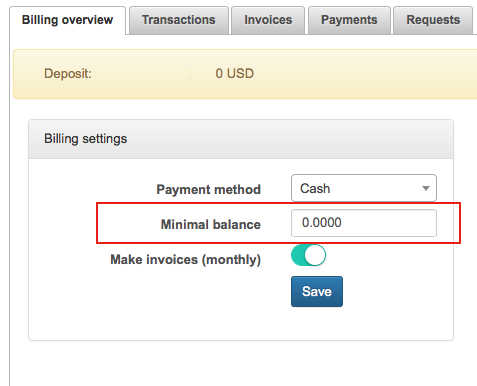 Billing overview Transactions Invoices Payments Requests
Deposit: 0 USD
Billing settings
Payment method Cash
Minimal balance 0.0000
Make invoices (monthly)
Save